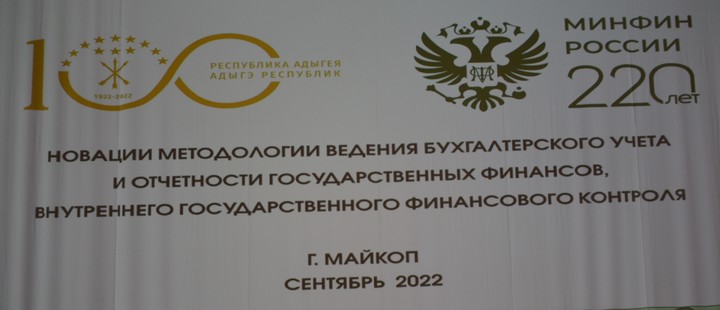 100
1922-2022
РЕСПУБЛИКА АДЫГЕЯ
АДЫГЭ РЕСПУБЛИК
МИНФИН
РОССИИ
220 лет
НОВАЦИИ МЕТОДОЛОГИИ ВЕДЕНИЯ БУХГАЛТЕРСКОГО УЧЕТА
И ОТЧЕТНОСТИ ГОСУДАРСТВЕННЫХ ФИНАНСОВ,
ВНУТРЕННЕГО ГОСУДАРСТВЕННОГО ФИНАНСОВОГО КОНТРОЛЯ
Г. МАЙКОП
СЕНТЯБРЬ 2022